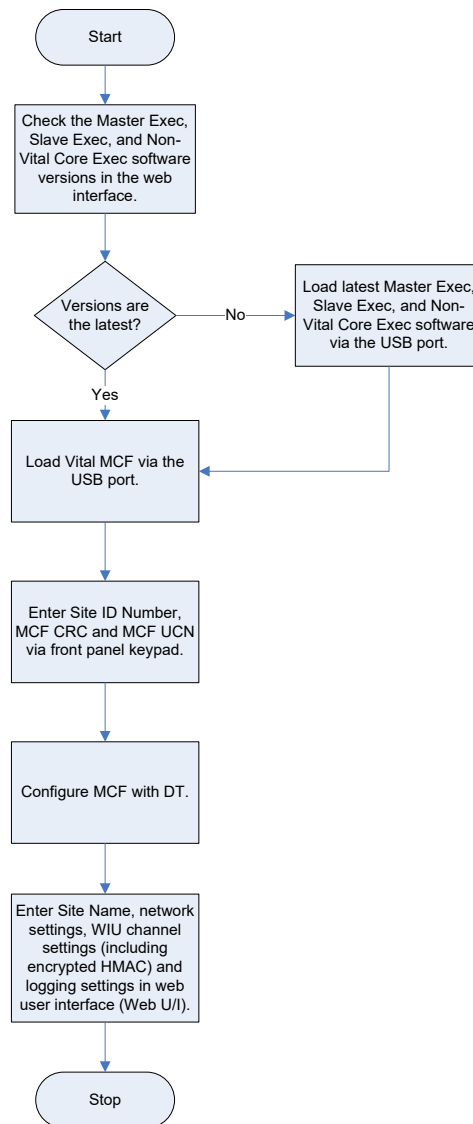 Start
Check the Master Exec,
Slave Exec, and Non-
Vital Core Exec software
versions in the web
interface.
Versions are
the latest?
No
Load latest Master Exec,
Slave Exec, and Non-
Vital Core Exec software
via the USB port.
Yes
Load Vital MCF via the
USB port.
Enter Site ID Number,
MCF CRC and MCF UCN
via front panel keypad.
Configure MCF with DT.
Enter Site Name, network
settings, WIU channel
settings (including
encrypted HMAC) and
logging settings in web
user interface (Web U/I).
Stop